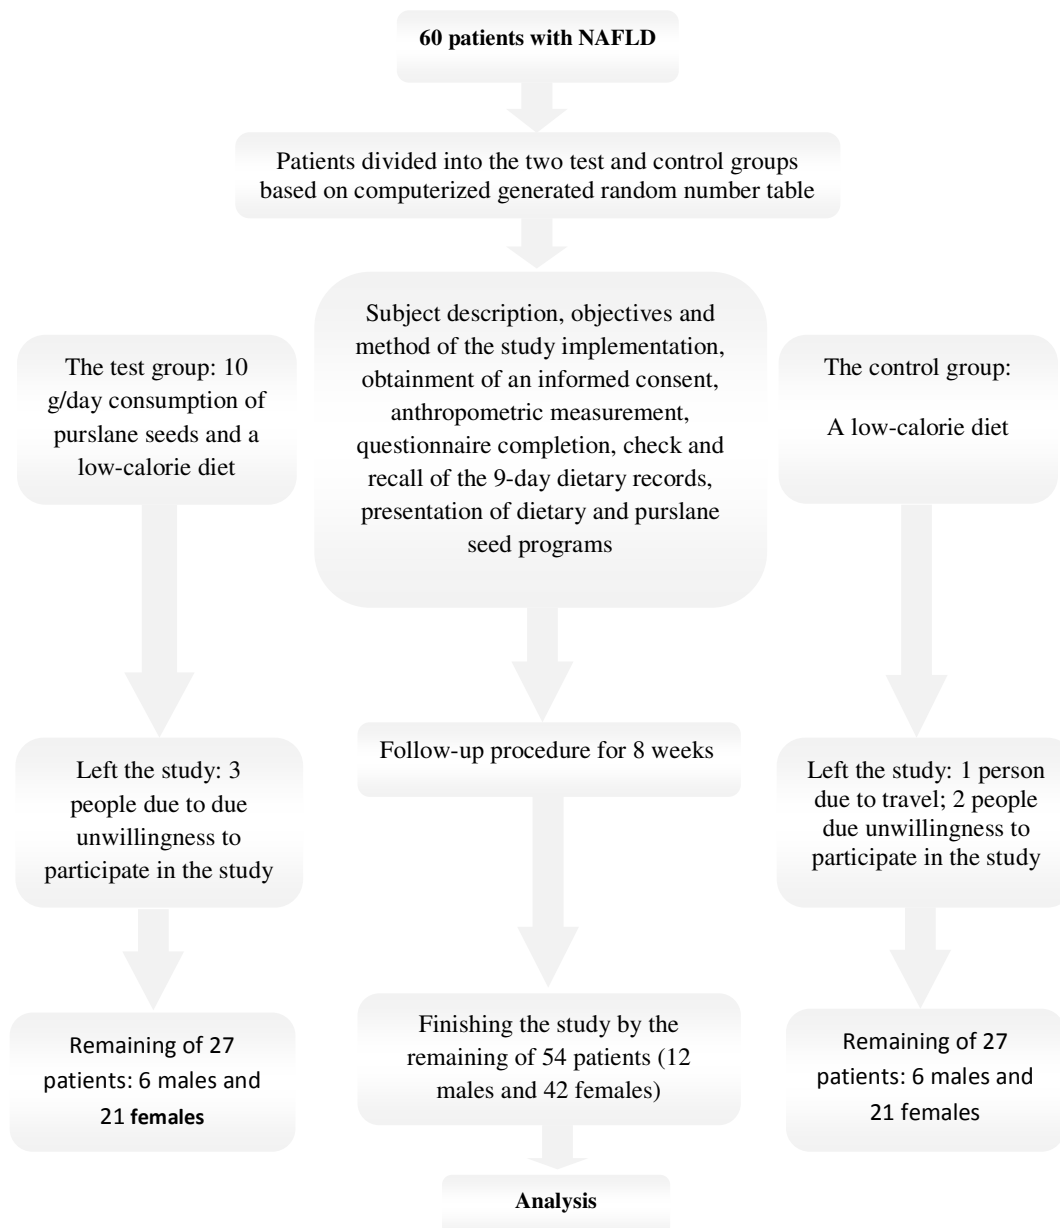 60 patients with NAFLD
Patients divided into the two test and control groups
based on computerized generated random number table
The test group: 10
g/day consumption of
purslane seeds and a
low-calorie diet
Subject description, objectives and
method of the study implementation,
obtainment of an informed consent,
anthropometric measurement,
questionnaire completion, check and
recall of the 9-day dietary records,
presentation of dietary and purslane
seed programs
The control group:
A low-calorie diet
Left the study: 3
people due to due
unwillingness to
participate in the study
Follow-up procedure for 8 weeks
Left the study: 1 person
due to travel; 2 people
due unwillingness to
participate in the study
Remaining of 27
patients: 6 males and
21 females
Finishing the study by the
remaining of 54 patients (12
males and 42 females)
Remaining of 27
patients: 6 males and
21 females
Analysis